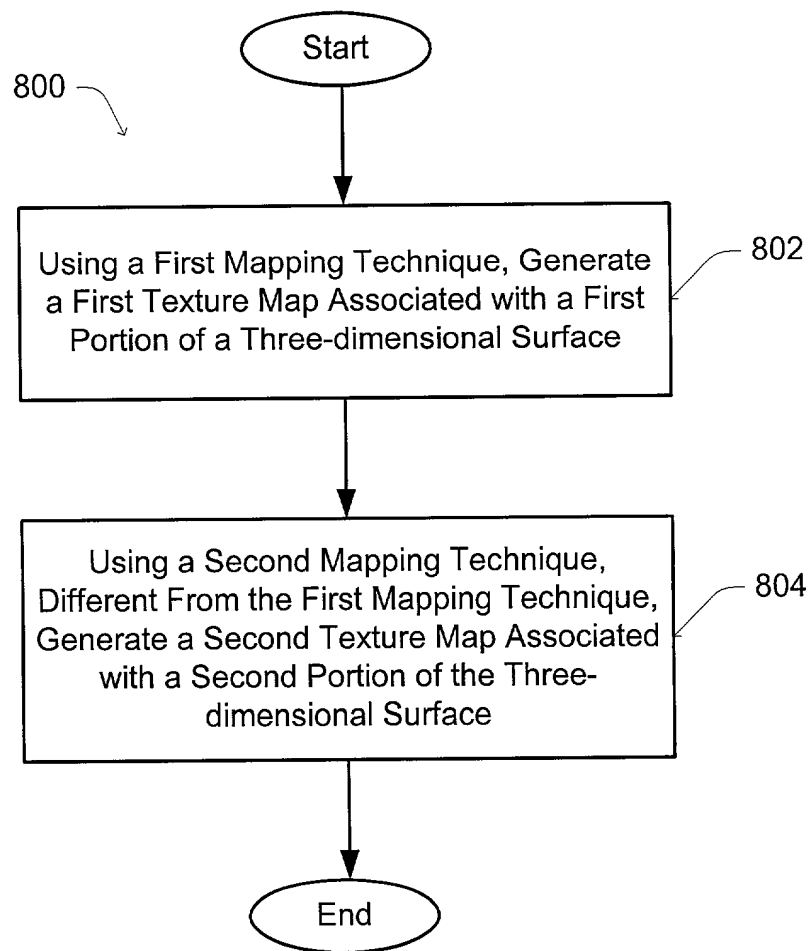 Start
800
Using a First Mapping Technique, Generate
a First Texture Map Associated with a First
Portion of a Three-dimensional Surface
802
Using a Second Mapping Technique,
Different From the First Mapping Technique,
Generate a Second Texture Map Associated
with a Second Portion of the Three-
dimensional Surface
804
End